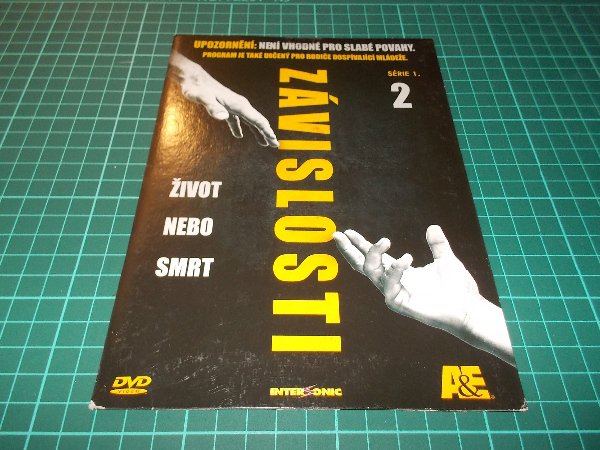 UPOZORNĚNÍ: NENÍ VHODNÉ PRO SLABÉ POVAHY.
PROGRAM JE TAKÉ URČENÝ PRO RODIČE DOSPÍVAJÍCÍ MLÁDEŽE.
SÉRIE 1.
2
ZÁVISLOSTI
ŽIVOT
NEBO
SMRT
DVD
VIDEO
INTERSONIC
A&E